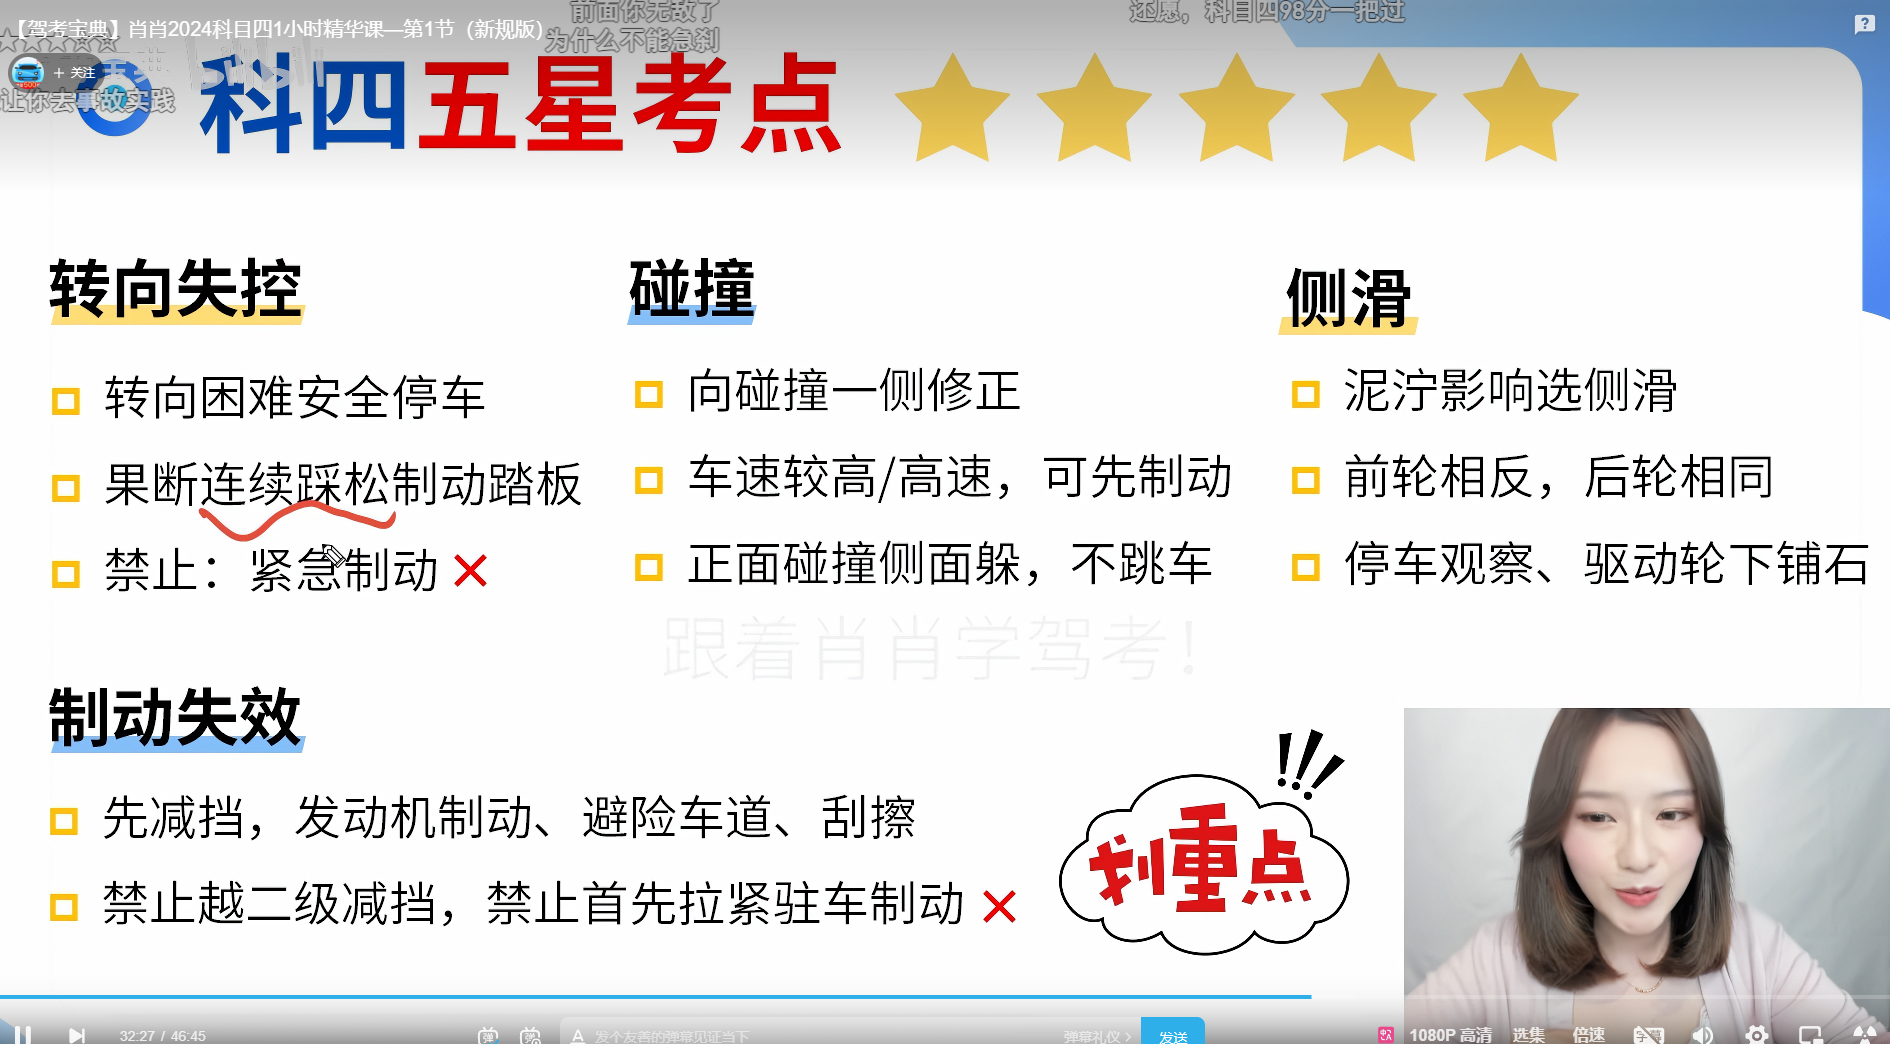 前面你无敌了
还愿，科目四98分一把过
【驾考宝典】肖肖2024科目四1小时精华课—第1节（新规版）
为什么不能急刹
+ 关注
让你去事故实践
科四五星考点
转向失控
转向困难安全停车
果断连续踩松制动踏板
禁止：紧急制动
碰撞
向碰撞一侧修正
车速较高/高速，可先制动
正面碰撞侧面躲，不跳车
侧滑
泥泞影响选侧滑
前轮相反，后轮相同
停车观察、驱动轮下铺石
跟着肖肖学驾考！
制动失效
先减挡，发动机制动、避险车道、刮擦
禁止越二级减挡，禁止首先拉紧驻车制动
划重点
!!!
32:27 / 46:45
弹
A 发个友善的弹幕见证当下
弹幕礼仪 >
发送
1080P 高清
选集
倍速